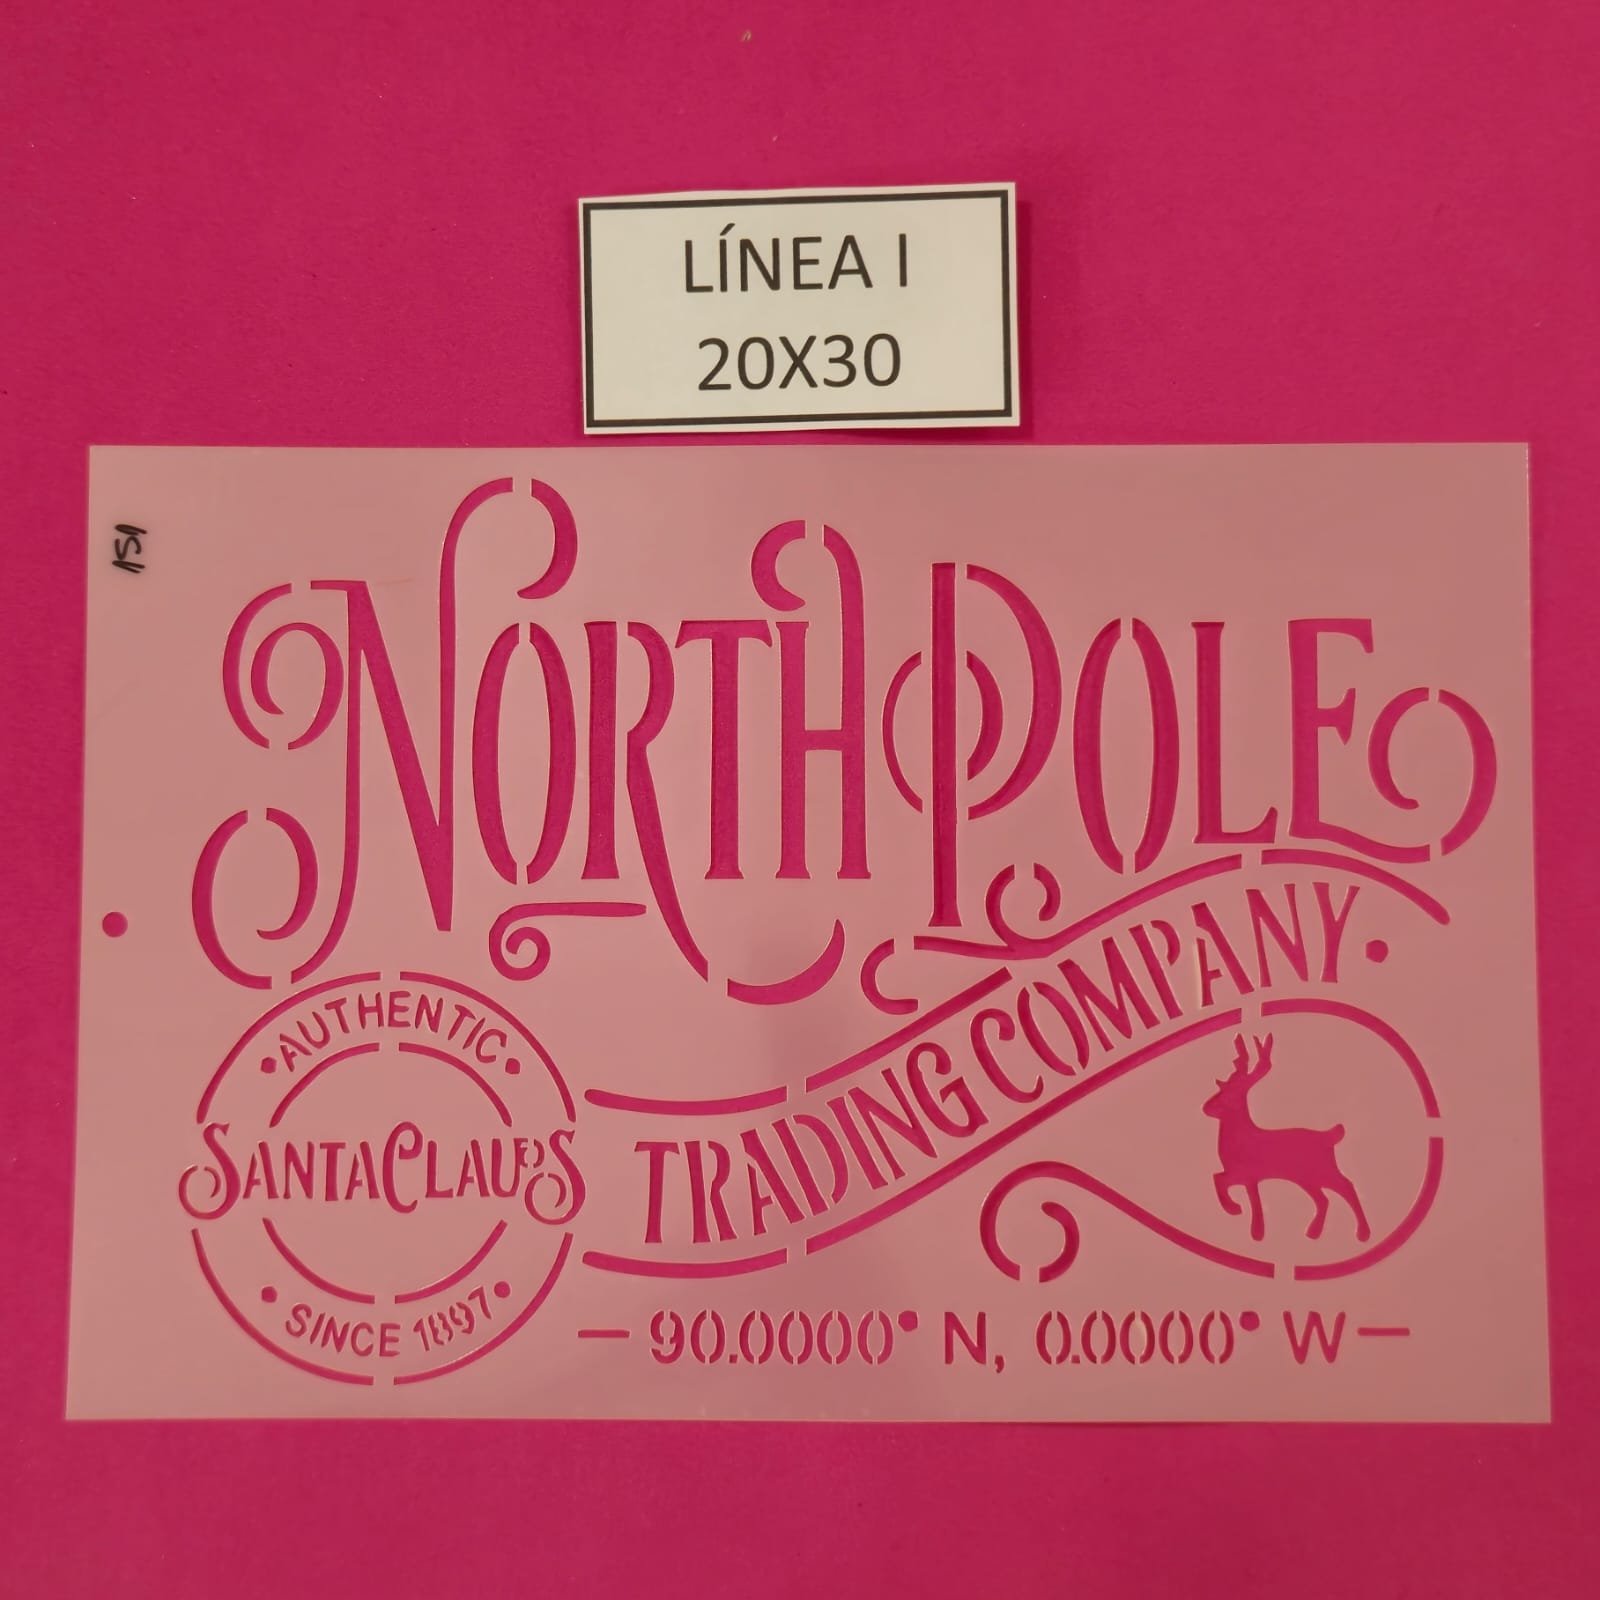 LÍNEA I
20X30
151
NORTH POLE
TRADING COMPANY
AUTHENTIC
SANTA CLAUS
SINCE 1897
90.0000° N, 0.0000° W